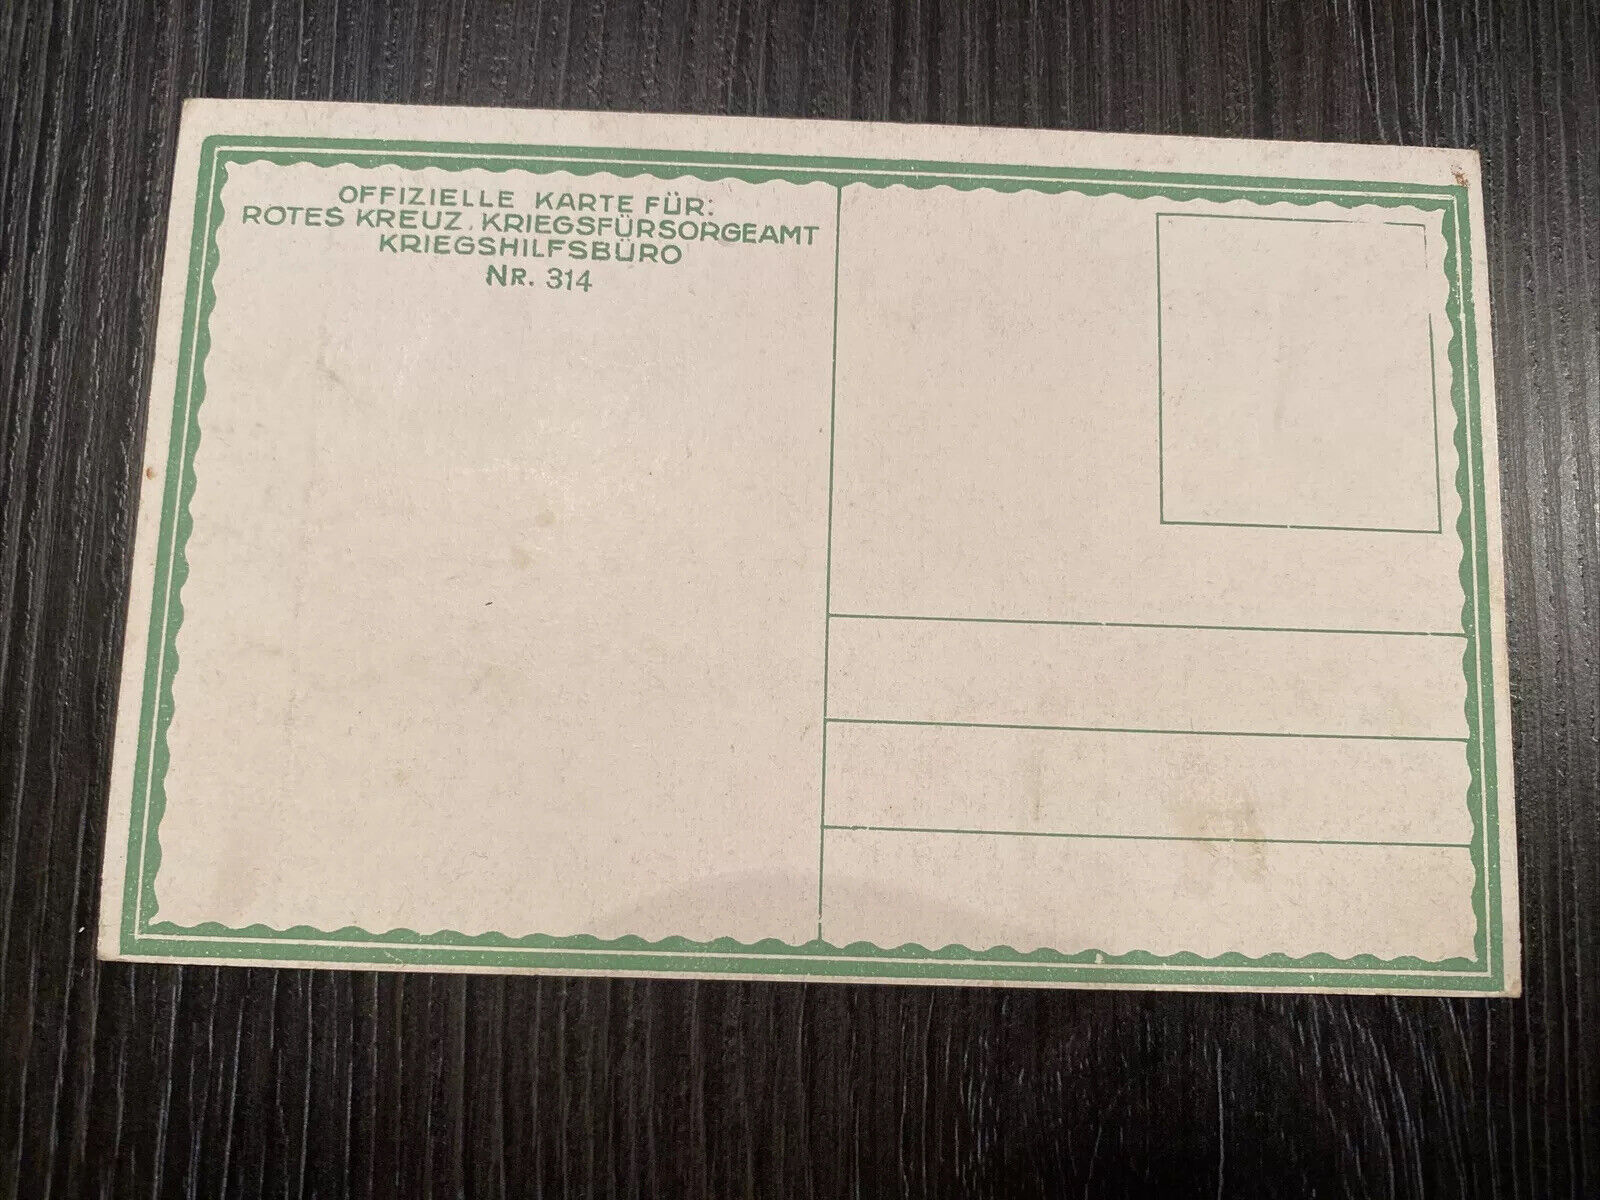 OFFIZIELLE KARTE FÜR:
ROTES KREUZ, KRIEGSFÜRSORGEAMT
KRIEGSHILFSBÜRO
NR. 314